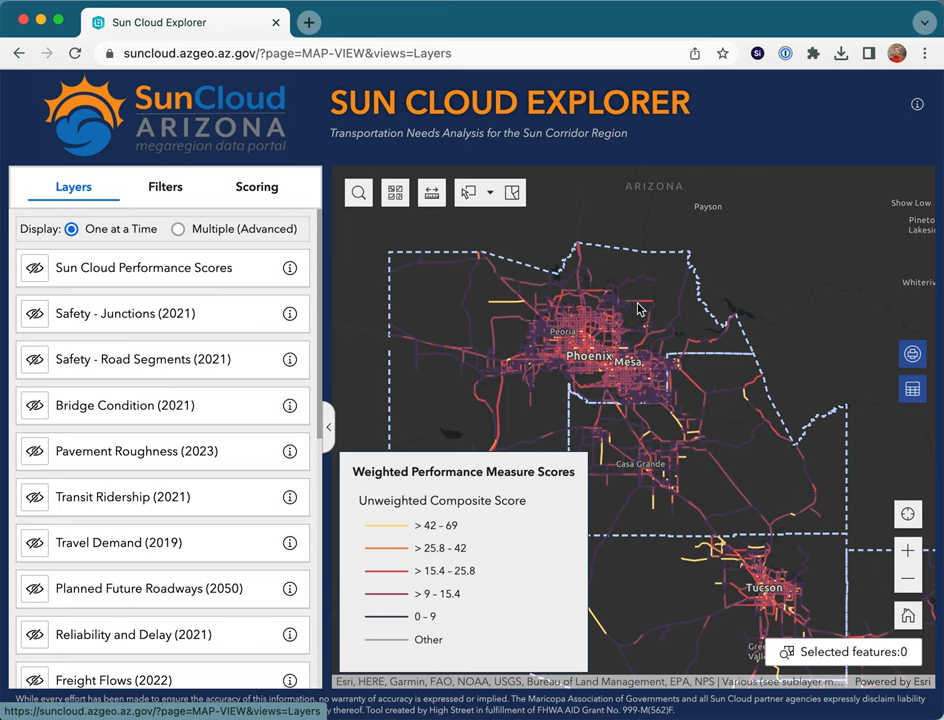 Sun Cloud Explorer
suncloud.azgeo.az.gov/?page=MAP-VIEW&views=Layers
SunCloud
ARIZONA
megaregion data portal
SUN CLOUD EXPLORER
Transportation Needs Analysis for the Sun Corridor Region
Layers
Filters
Scoring
Display: One at a Time Multiple (Advanced)
Sun Cloud Performance Scores
Safety - Junctions (2021)
Safety - Road Segments (2021)
Bridge Condition (2021)
Pavement Roughness (2023)
Transit Ridership (2021)
Travel Demand (2019)
Planned Future Roadways (2050)
Reliability and Delay (2021)
Freight Flows (2022)
ARIZONA
Payson
Show Low
Pineto
Lakesid
Whiteriv
Peoria
Phoenix
Mesa
Casa Grande
Tucson
Gree
Valle
Weighted Performance Measure Scores
Unweighted Composite Score
> 42 - 69
> 25.8 - 42
> 15.4 - 25.8
> 9 - 15.4
0 - 9
Other
Selected features:0
Esri, HERE, Garmin, FAO, NOAA, USGS, Bureau of Land Management, EPA, NPS | Various (see sublayer m...
Powered by Esri
While every effort has been made to ensure the accuracy of this information, no warranty of accuracy is expressed or implied. The Maricopa Association of Governments and all Sun Cloud partner agencies expressly disclaim liability
https://suncloud.azgeo.az.gov/?page=MAP-VIEW&views=Layers
y thereof. Tool created by High Street in fulfillment of FHWA AID Grant No. 999-M(562)F.